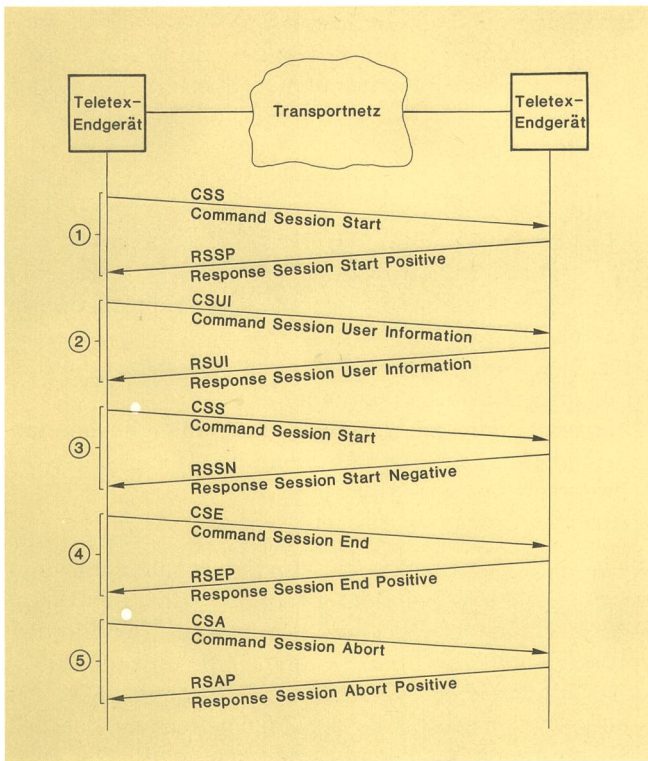 Teletex-
Endgerät
Transportnetz
Teletex-
Endgerät
1
CSS
Command Session Start
RSSP
Response Session Start Positive
2
CSUI
Command Session User Information
RSUI
Response Session User Information
3
CSS
Command Session Start
RSSN
Response Session Start Negative
4
CSE
Command Session End
RSEP
Response Session End Positive
5
CSA
Command Session Abort
RSAP
Response Session Abort Positive